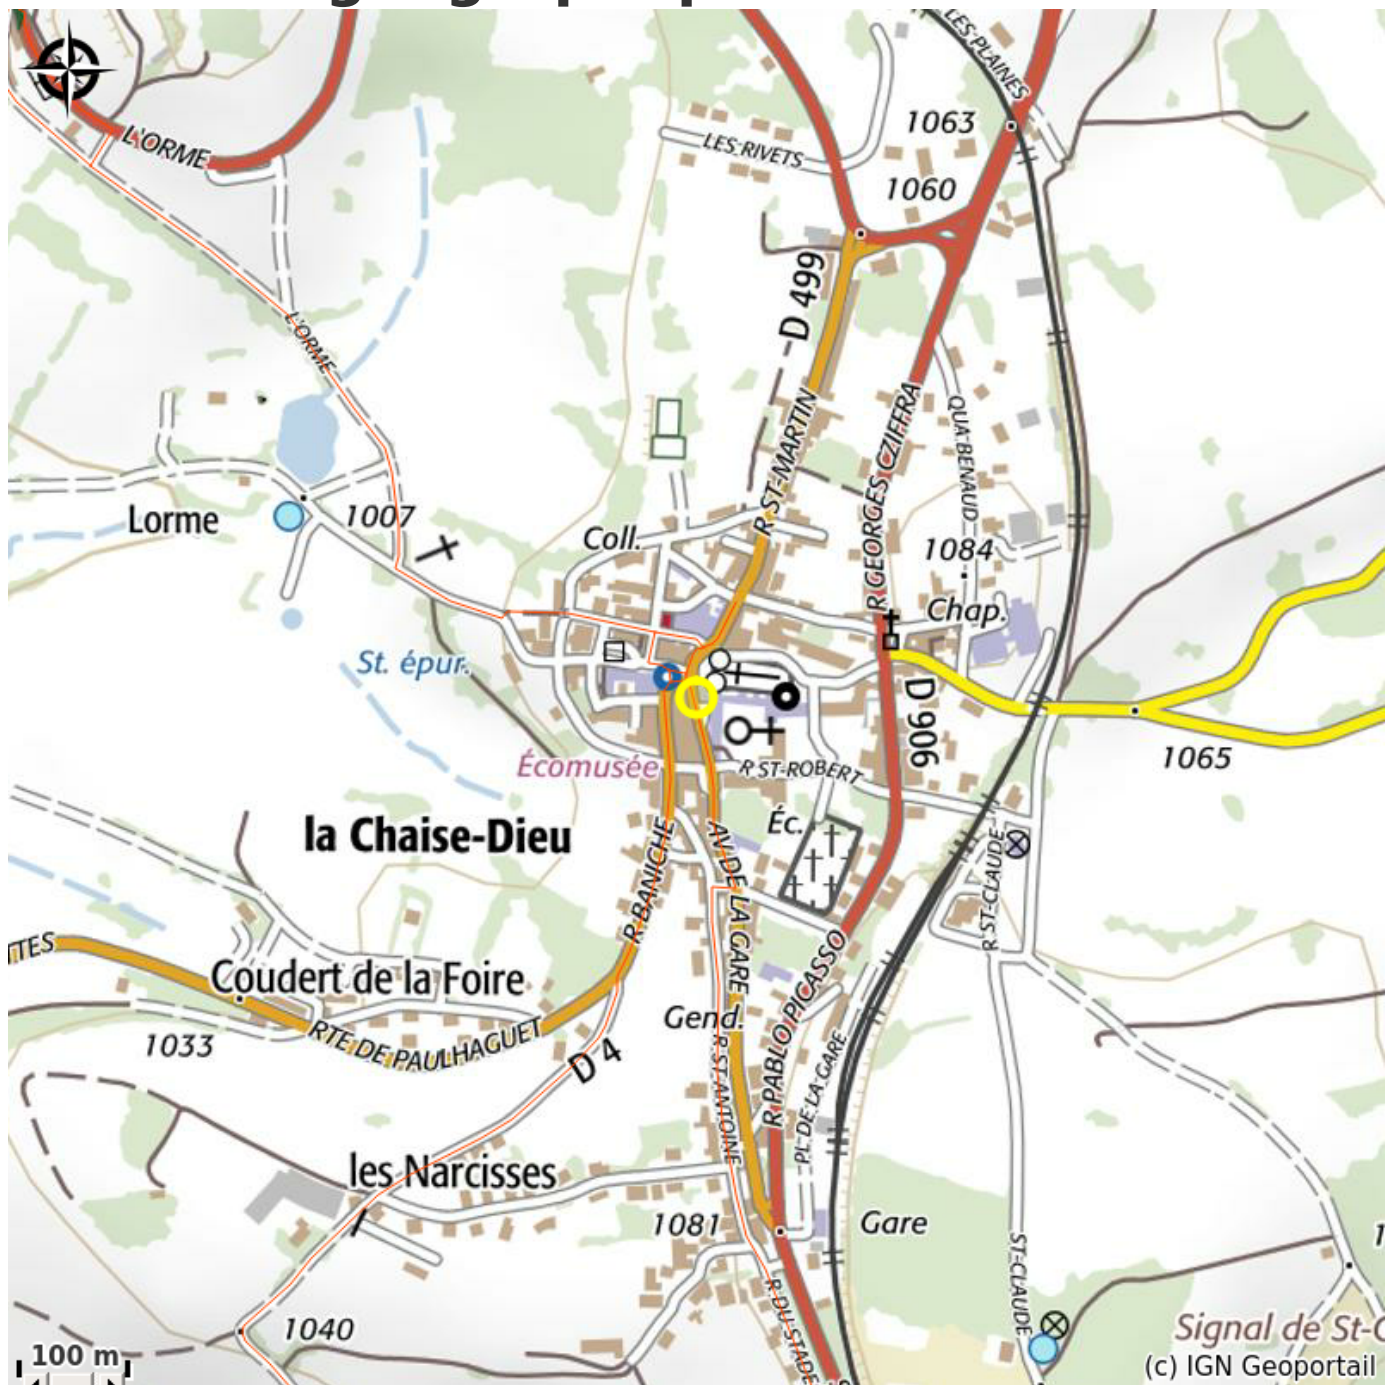 LES PLAINES
L'ORME
LES RIVETS
1063
1060
D 499
L'ORME
R ST-MARTIN
R GEORGES CZIFFRA
QUA BENAUD
Lorme
1007
Coll.
1084
Chap.
St. épur.
D 906
1065
Écomusée
R ST-ROBERT
la Chaise-Dieu
Éc.
R BANICHE
AV DE LA GARE
R ST-CLAUDE
TES
Coudert de la Foire
R PABLO PICASSO
Gend.
1033
RTE DE PAULHAGUET
D 4
R ST-ANTOINE
PL DE LA GARE
les Narcisses
1081
Gare
ST-CLAUDE
R DU STADE
1040
Signal de St-C
100 m
(c) IGN Geoportail